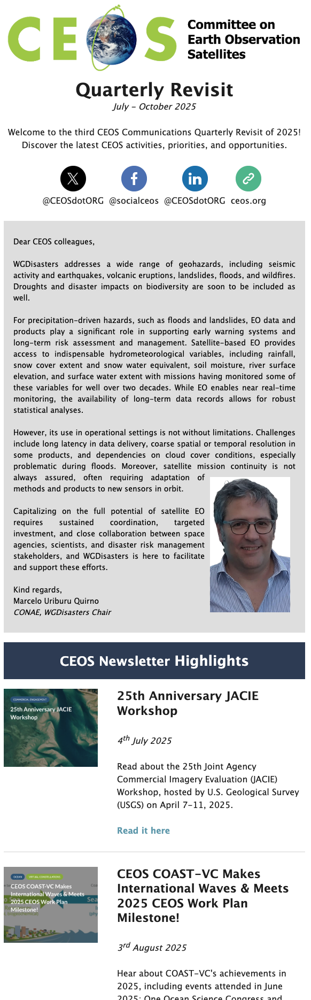 CEOS
Committee on
Earth Observation
Satellites
Quarterly Revisit
July – October 2025
Welcome to the third CEOS Communications Quarterly Revisit of 2025!
Discover the latest CEOS activities, priorities, and opportunities.
@CEOSdotORG @socialceos @CEOSdotORG ceos.org
Dear CEOS colleagues,
WGDisasters addresses a wide range of geohazards, including seismic
activity and earthquakes, volcanic eruptions, landslides, floods, and wildfires.
Droughts and disaster impacts on biodiversity are soon to be included as
well.
For precipitation-driven hazards, such as floods and landslides, EO data and
products play a significant role in supporting early warning systems and
long-term risk assessment and management. Satellite-based EO provides
access to indispensable hydrometeorological variables, including rainfall,
snow cover extent and snow water equivalent, soil moisture, river surface
elevation, and surface water extent with missions having monitored some of
these variables for well over two decades. While EO enables near real-time
monitoring, the availability of long-term data records allows for robust
statistical analyses.
However, its use in operational settings is not without limitations. Challenges
include long latency in data delivery, coarse spatial or temporal resolution in
some products, and dependencies on cloud cover conditions, especially
problematic during floods. Moreover, satellite mission continuity is not
always assured, often requiring adaptation of
methods and products to new sensors in orbit.
Capitalizing on the full potential of satellite EO
requires sustained coordination, targeted
investment, and close collaboration between space
agencies, scientists, and disaster risk management
stakeholders, and WGDisasters is here to facilitate
and support these efforts.
Kind regards,
Marcelo Uriburu Quirno
CONAE, WGDisasters Chair
CEOS Newsletter Highlights
COMMERCIAL ENGAGEMENT
25th Anniversary JACIE
Workshop
25th Anniversary JACIE
Workshop
4th July 2025
Read about the 25th Joint Agency
Commercial Imagery Evaluation (JACIE)
Workshop, hosted by U.S. Geological Survey
(USGS) on April 7-11, 2025.
Read it here
OCEAN VIRTUAL CONSTELLATIONS
CEOS COAST-VC Makes
International Waves & Meets
2025 CEOS Work Plan
Milestone!
CEOS COAST-VC Makes
International Waves & Meets
2025 CEOS Work Plan
Milestone!
3rd August 2025
Hear about COAST-VC's achievements in
2025, including events attended in June
2025: One Ocean Science Congress and